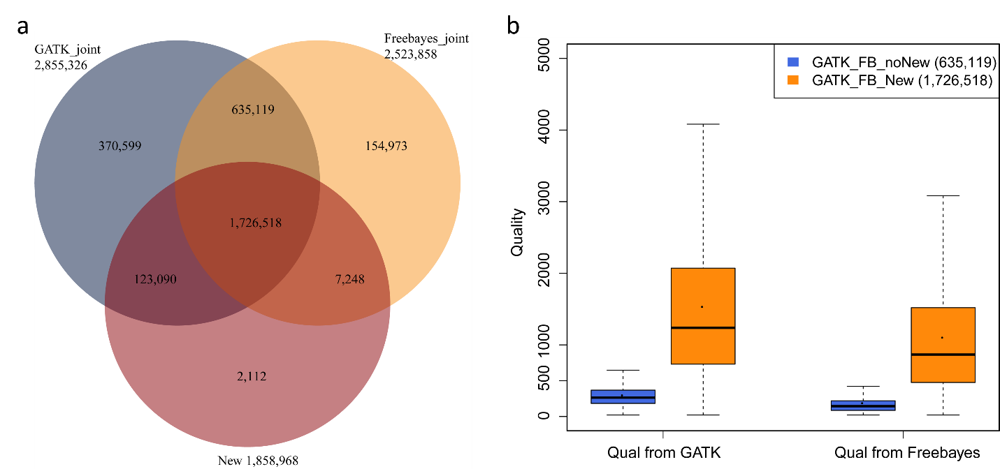 a
GATK_joint
2,855,326
Freebayes_joint
2,523,858
635,119
370,599
154,973
1,726,518
123,090
7,248
2,112
New 1,858,968
b
GATK_FB_noNew (635,119)
GATK_FB_New (1,726,518)
Quality
5000
4000
3000
2000
1000
500
0
Qual from GATK
Qual from Freebayes